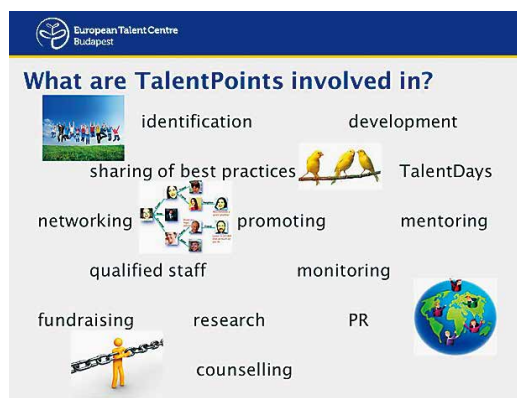 European Talent Centre
Budapest
What are TalentPoints involved in?
identification development
sharing of best practices TalentDays
networking promoting mentoring
qualified staff monitoring
fundraising research PR
counselling